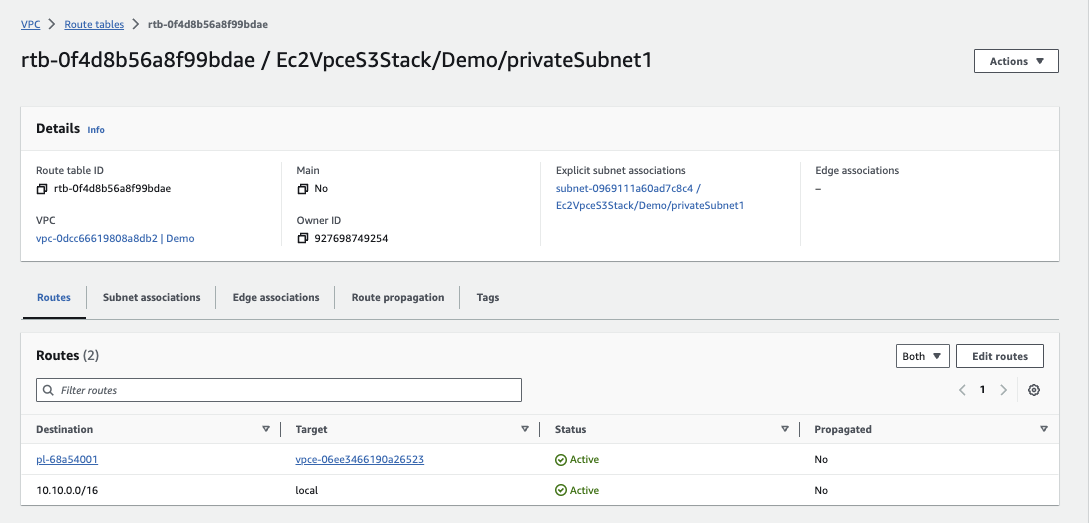 VPC > Route tables > rtb-0f4d8b56a8f99bdae
rtb-0f4d8b56a8f99bdae / Ec2VpceS3Stack/Demo/privateSubnet1
Actions
Details Info
Route table ID
rtb-0f4d8b56a8f99bdae
Main
No
Explicit subnet associations
subnet-0969111a60ad7c8c4 /
Ec2VpceS3Stack/Demo/privateSubnet1
Edge associations
–
VPC
vpc-0dcc66619808a8db2 | Demo
Owner ID
927698749254
Routes Subnet associations Edge associations Route propagation Tags
Routes (2)
Both Edit routes
Filter routes
1
Destination Target Status Propagated
pl-68a54001 vpce-06ee3466190a26523 Active No
10.10.0.0/16 local Active No